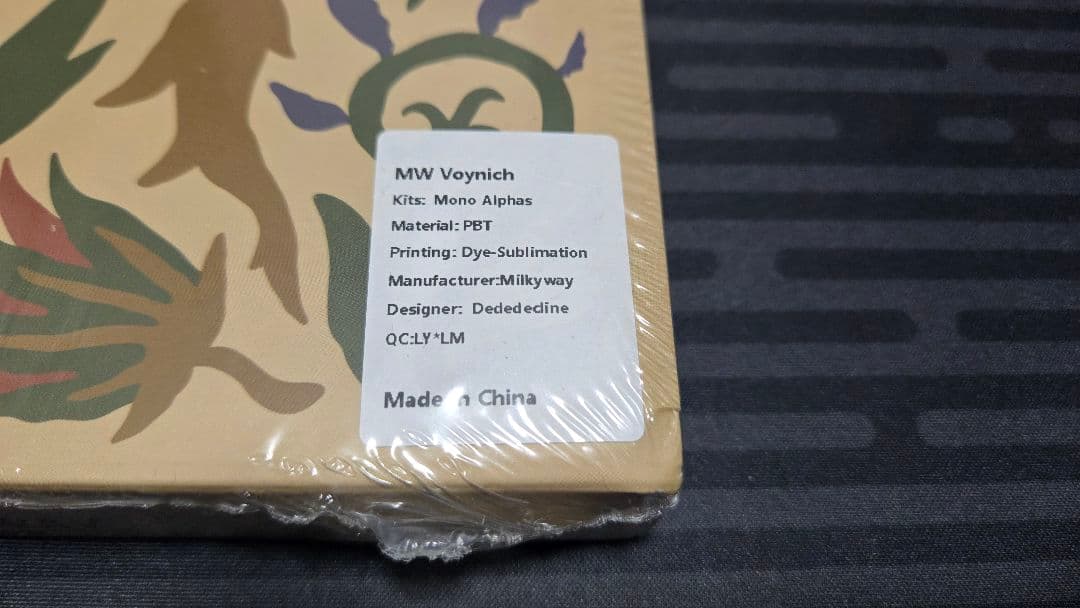 MW Voynich
Kits: Mono Alphas
Material: PBT
Printing: Dye-Sublimation
Manufacturer:Milkyway
Designer: Dededecline
QC:LY*LM
Made in China